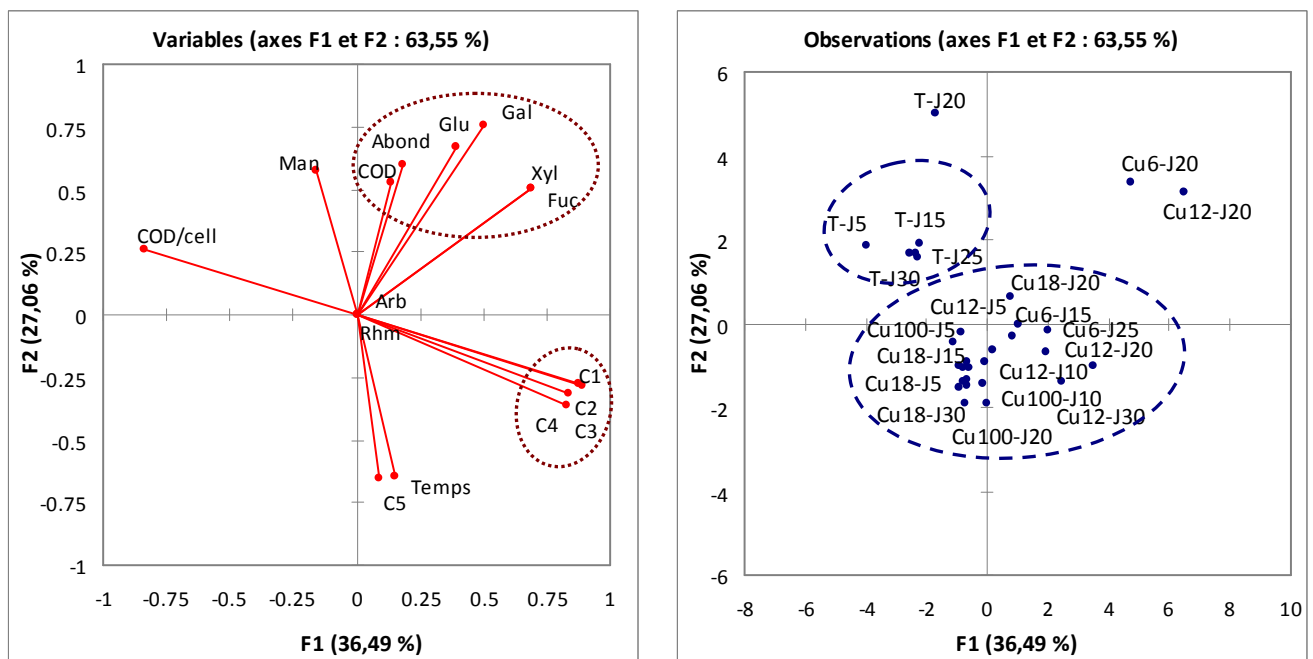 Variables (axes F1 et F2 : 63,55 %)
1
0.75
0.5
0.25
0
-0.25
-0.5
-0.75
-1
-1
-0.75
-0.5
-0.25
0
0.25
0.5
0.75
1
F2 (27,06 %)
F1 (36,49 %)
Gal
Glu
Abond
Man
COD
Xyl
Fuc
COD/cell
Arb
Rhm
C1
C2
C4
C3
Temps
C5
Observations (axes F1 et F2 : 63,55 %)
6
4
2
0
-2
-4
-6
-8
-6
-4
-2
0
2
4
6
8
10
F2 (27,06 %)
F1 (36,49 %)
T-J20
Cu6-J20
Cu12-J20
T-J5
T-J15
T-J25
T-J30
Cu18-J20
Cu12-J5
Cu6-J15
Cu100-J5
Cu6-J25
Cu18-J15
Cu12-J20
Cu12-J10
Cu18-J5
Cu100-J10
Cu18-J30
Cu12-J30
Cu100-J20